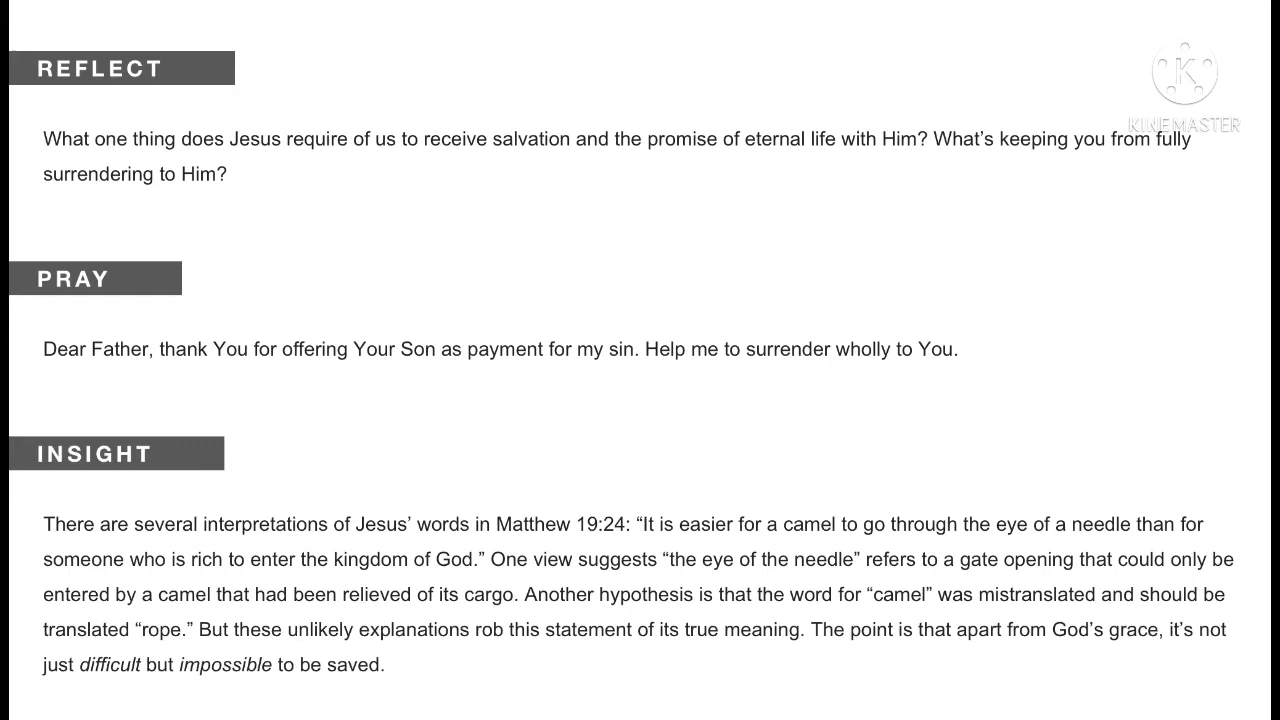 REFLECT
K
KINEMASTER
What one thing does Jesus require of us to receive salvation and the promise of eternal life with Him? What’s keeping you from fully
surrendering to Him?
PRAY
Dear Father, thank You for offering Your Son as payment for my sin. Help me to surrender wholly to You.
INSIGHT
There are several interpretations of Jesus’ words in Matthew 19:24: “It is easier for a camel to go through the eye of a needle than for
someone who is rich to enter the kingdom of God.” One view suggests “the eye of the needle” refers to a gate opening that could only be
entered by a camel that had been relieved of its cargo. Another hypothesis is that the word for “camel” was mistranslated and should be
translated “rope.” But these unlikely explanations rob this statement of its true meaning. The point is that apart from God’s grace, it’s not
just difficult but impossible to be saved.